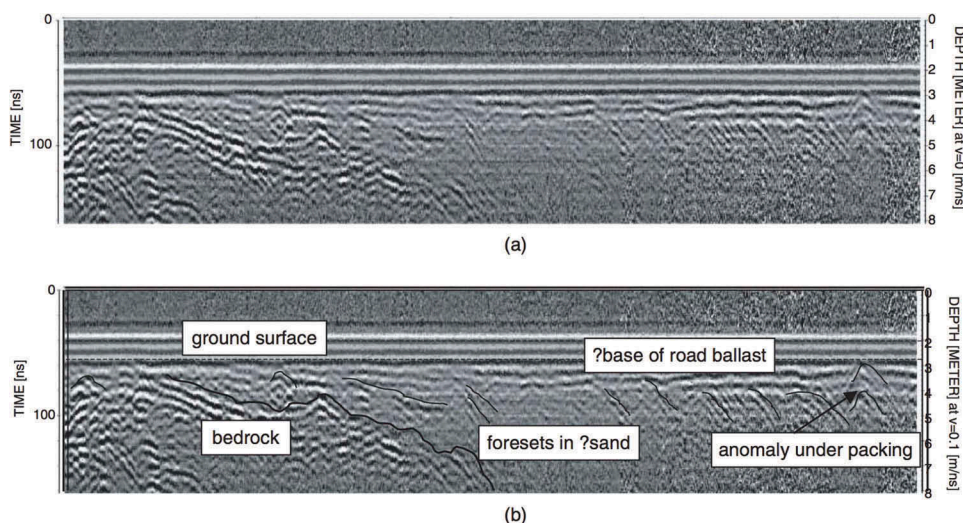 0
100
TIME [ns]
0
1
2
3
4
5
6
7
8
DEPTH [METER] at v=0 [m/ns]
(a)
0
100
TIME [ns]
ground surface
?base of road ballast
bedrock
foresets in ?sand
anomaly under packing
0
1
2
3
4
5
6
7
8
DEPTH [METER] at v=0.1 [m/ns]
(b)